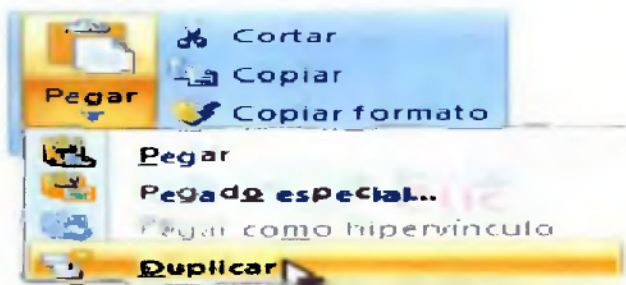 Cortar
Copiar
Pegar
Copiar formato
Pegar
Pegado especial...
Pegar como hipervínculo
Duplicar